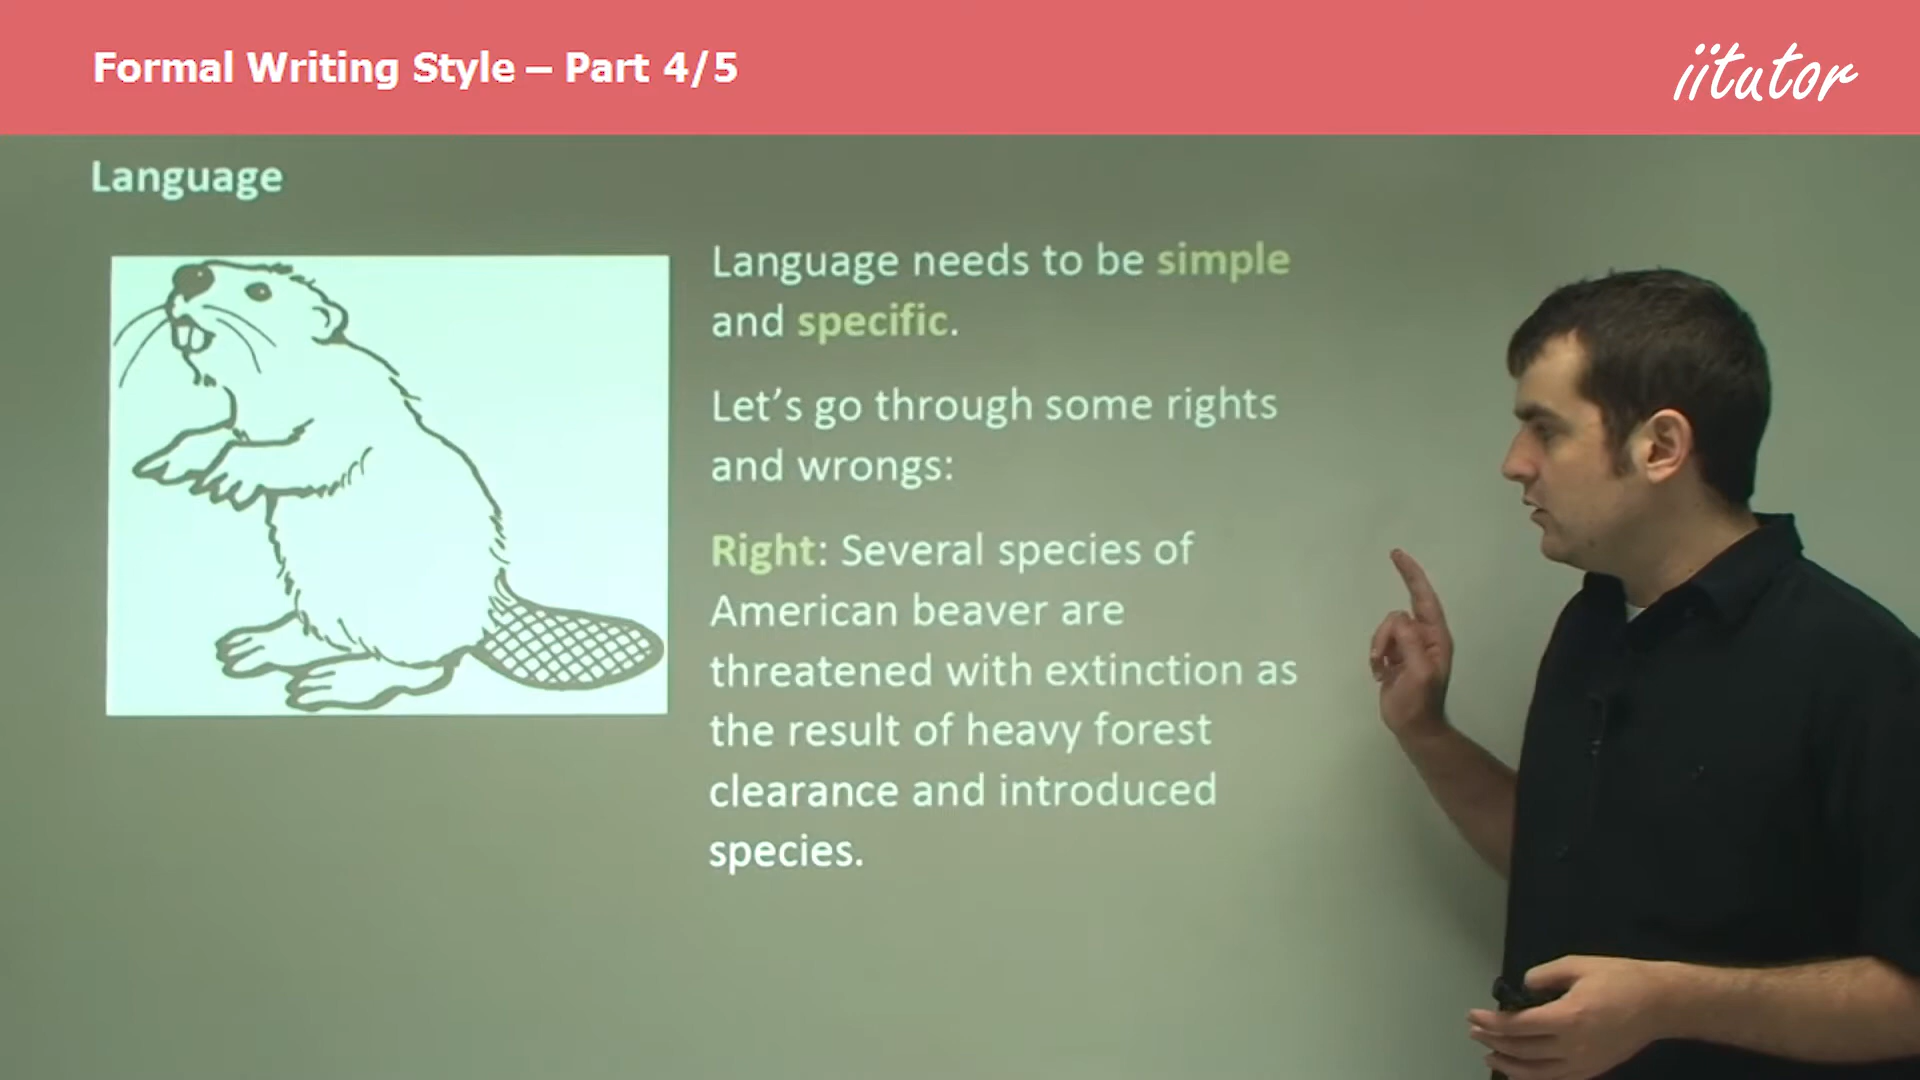 Formal Writing Style – Part 4/5
iitutor
Language
Language needs to be simple
and specific.
Let's go through some rights
and wrongs:
Right: Several species of
American beaver are
threatened with extinction as
the result of heavy forest
clearance and introduced
species.